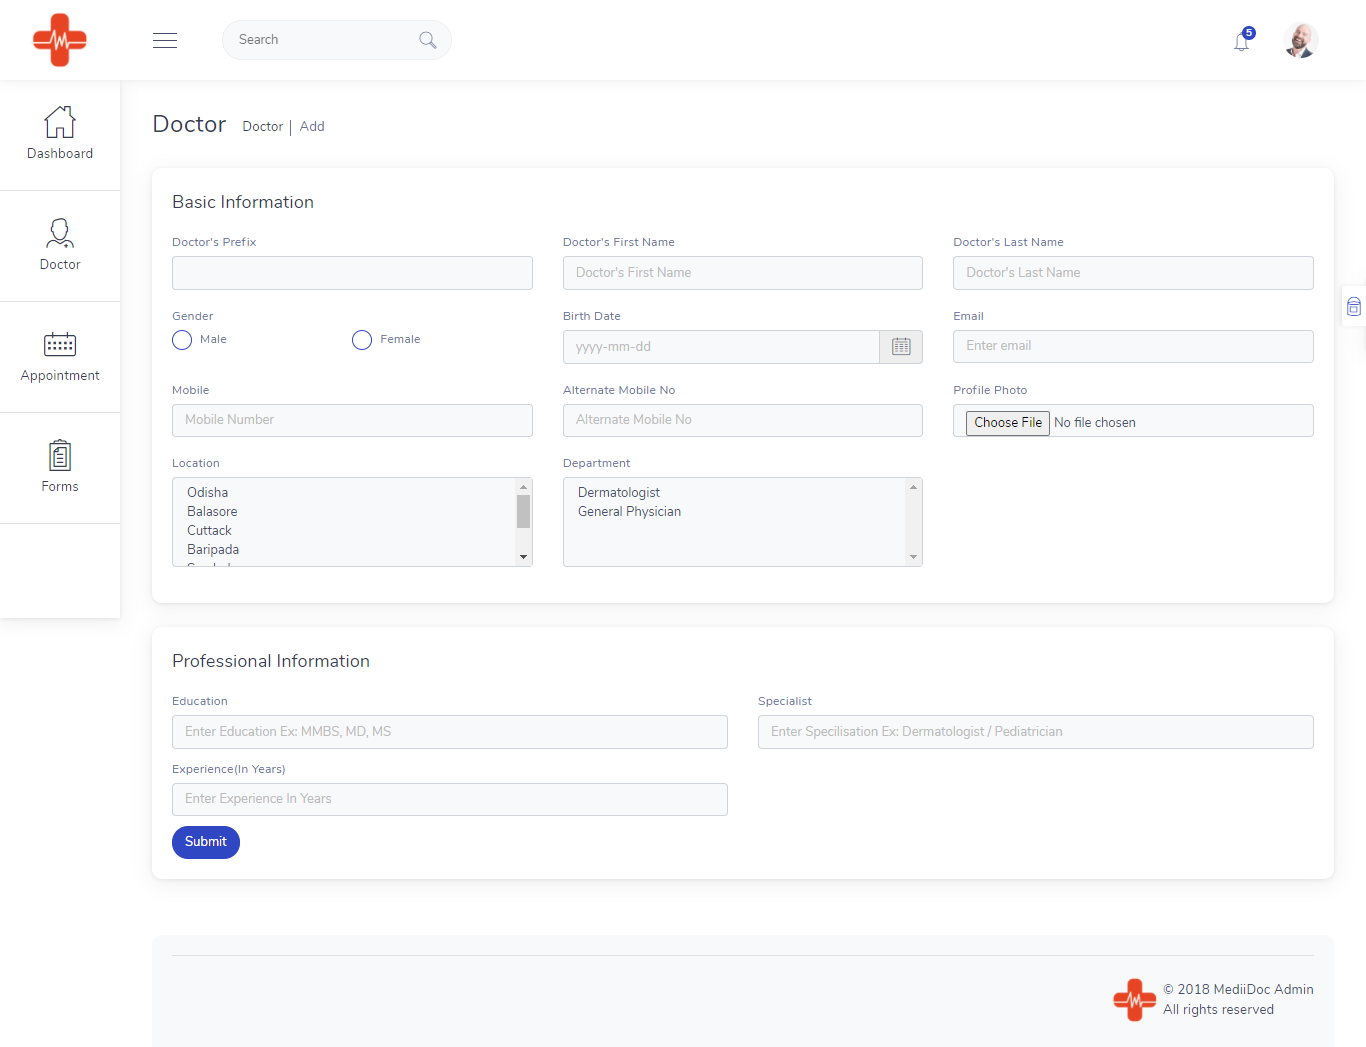 Search
5
Dashboard
Doctor
Appointment
Forms
Doctor Doctor | Add
Basic Information
Doctor's Prefix Doctor's First Name Doctor's Last Name
Doctor's First Name Doctor's Last Name
Gender Birth Date Email
Male Female yyyy-mm-dd Enter email
Mobile Alternate Mobile No Profile Photo
Mobile Number Alternate Mobile No Choose File No file chosen
Location Department
Odisha Dermatologist
Balasore General Physician
Cuttack
Baripada
Professional Information
Education Specialist
Enter Education Ex: MMBS, MD, MS Enter Specilisation Ex: Dermatologist / Pediatrician
Experience(In Years)
Enter Experience In Years
Submit
© 2018 MediiDoc Admin
All rights reserved